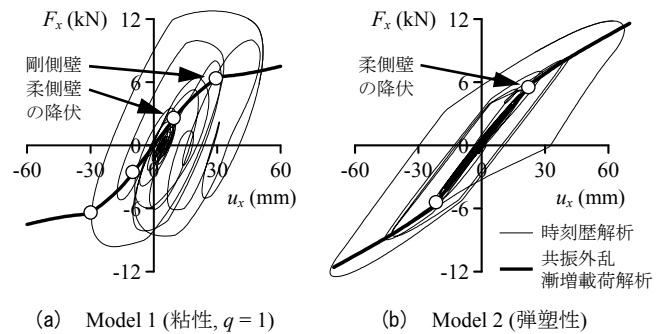 F_x (kN)
12
剛側壁
柔側壁
の降伏
6
0
-60 -30 0 30 60
u_x (mm)
-6
-12
(a) Model 1 (粘性, q = 1)
F_x (kN)
12
柔側壁
の降伏
6
0
-60 -30 0 30 60
u_x (mm)
-6
-12
時刻歴解析
共振外乱
漸増載荷解析
(b) Model 2 (弾塑性)